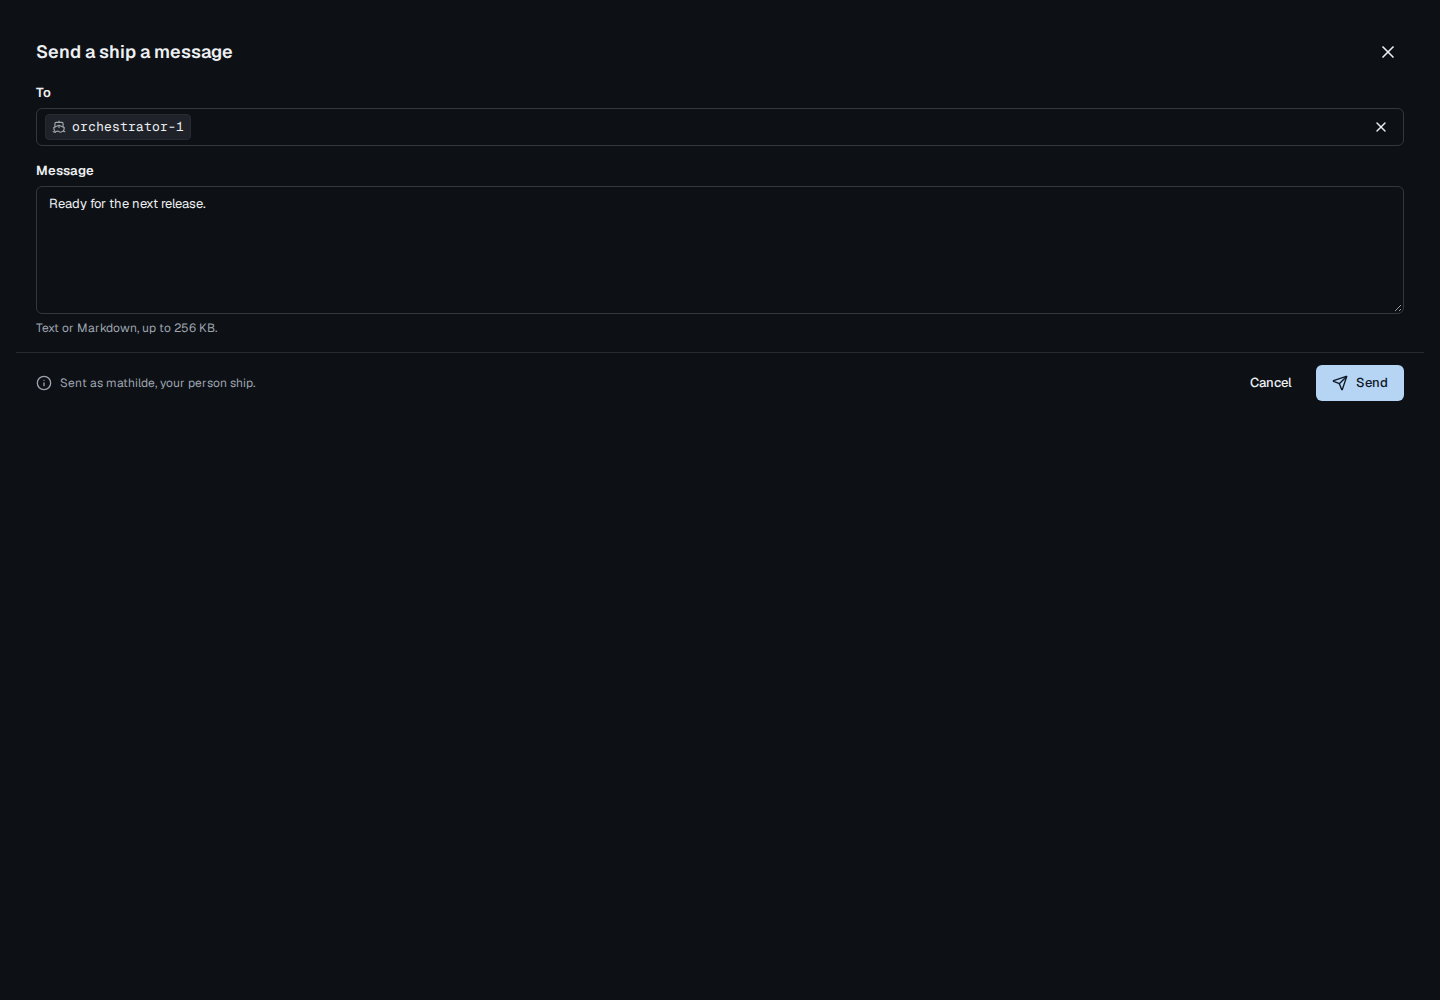 Send a ship a message
To
orchestrator-1
Message
Ready for the next release.
Text or Markdown, up to 256 KB.
Sent as mathilde, your person ship.
Cancel
Send